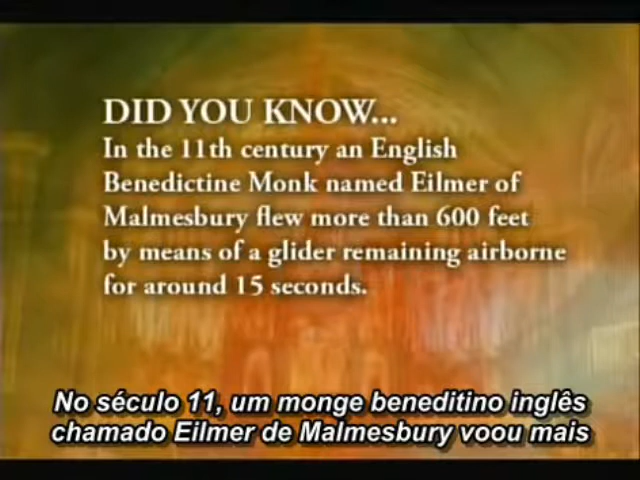 DID YOU KNOW...
In the 11th century an English
Benedictine Monk named Eilmer of
Malmesbury flew more than 600 feet
by means of a glider remaining airborne
for around 15 seconds.
No século 11, um monge beneditino inglês
chamado Eilmer de Malmesbury voou mais